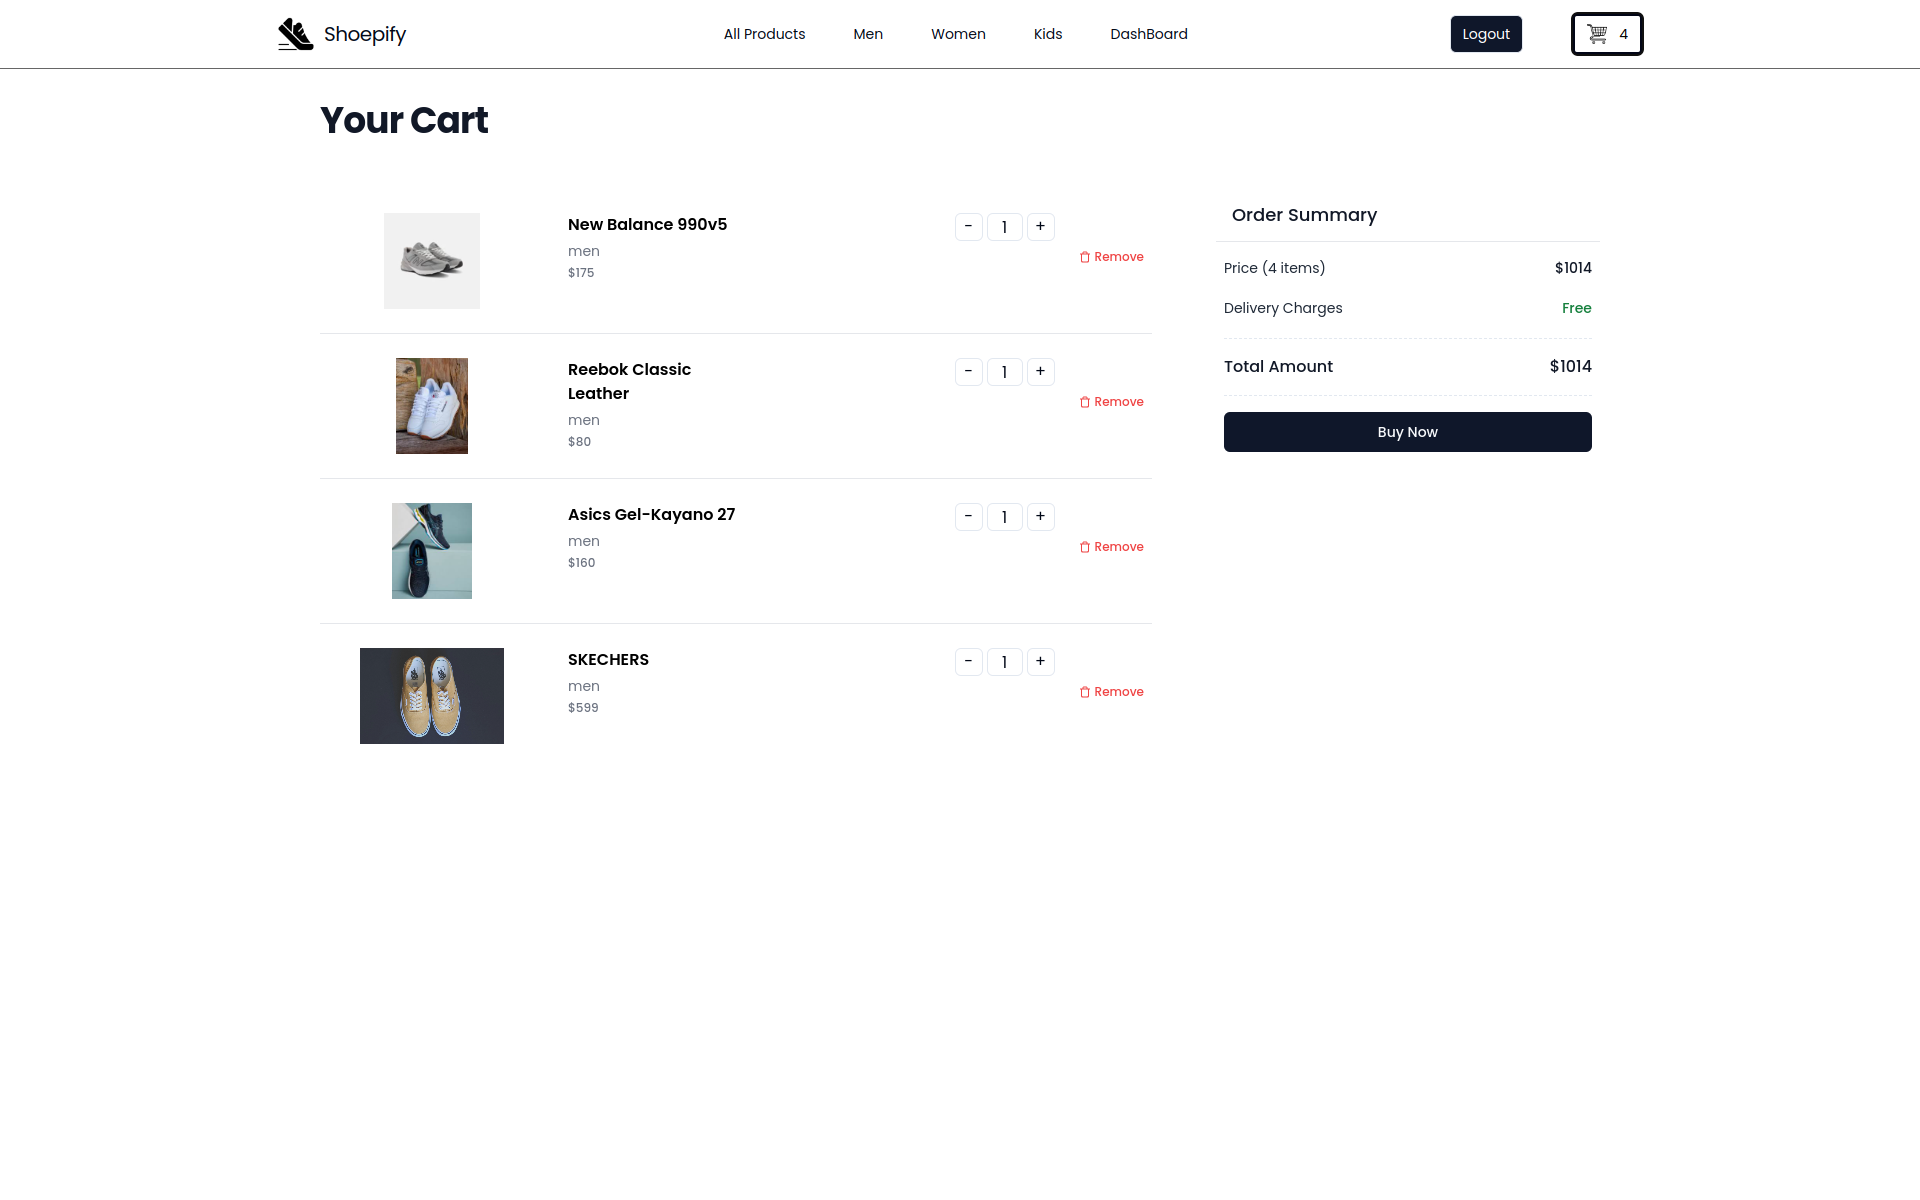 Shoepify
All Products
Men
Women
Kids
DashBoard
Logout
4
Your Cart
New Balance 990v5
men
$175
- 1 +
Remove
Reebok Classic
Leather
men
$80
- 1 +
Remove
Asics Gel-Kayano 27
men
$160
- 1 +
Remove
SKECHERS
men
$599
- 1 +
Remove
Order Summary
Price (4 items) $1014
Delivery Charges Free
Total Amount $1014
Buy Now